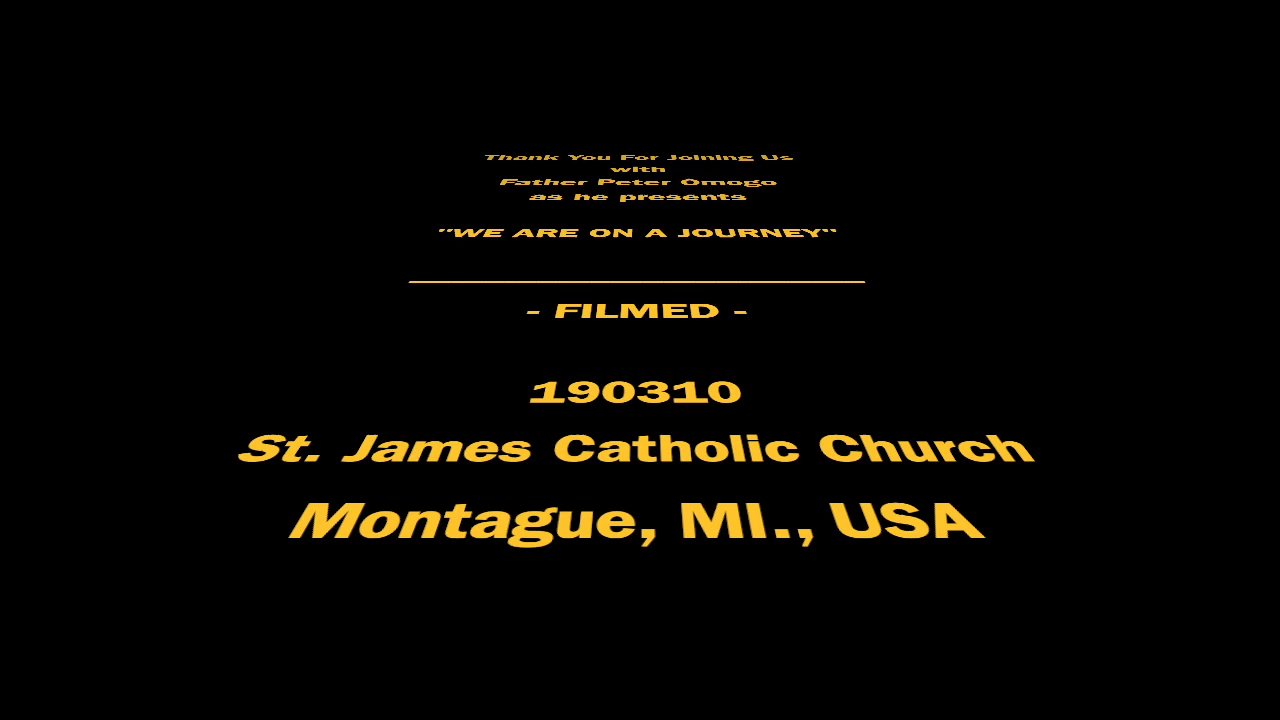 Thank You For Joining Us
with
Father Peter Omogo
as he presents
"WE ARE ON A JOURNEY"
- FILMED -
190310
St. James Catholic Church
Montague, MI., USA